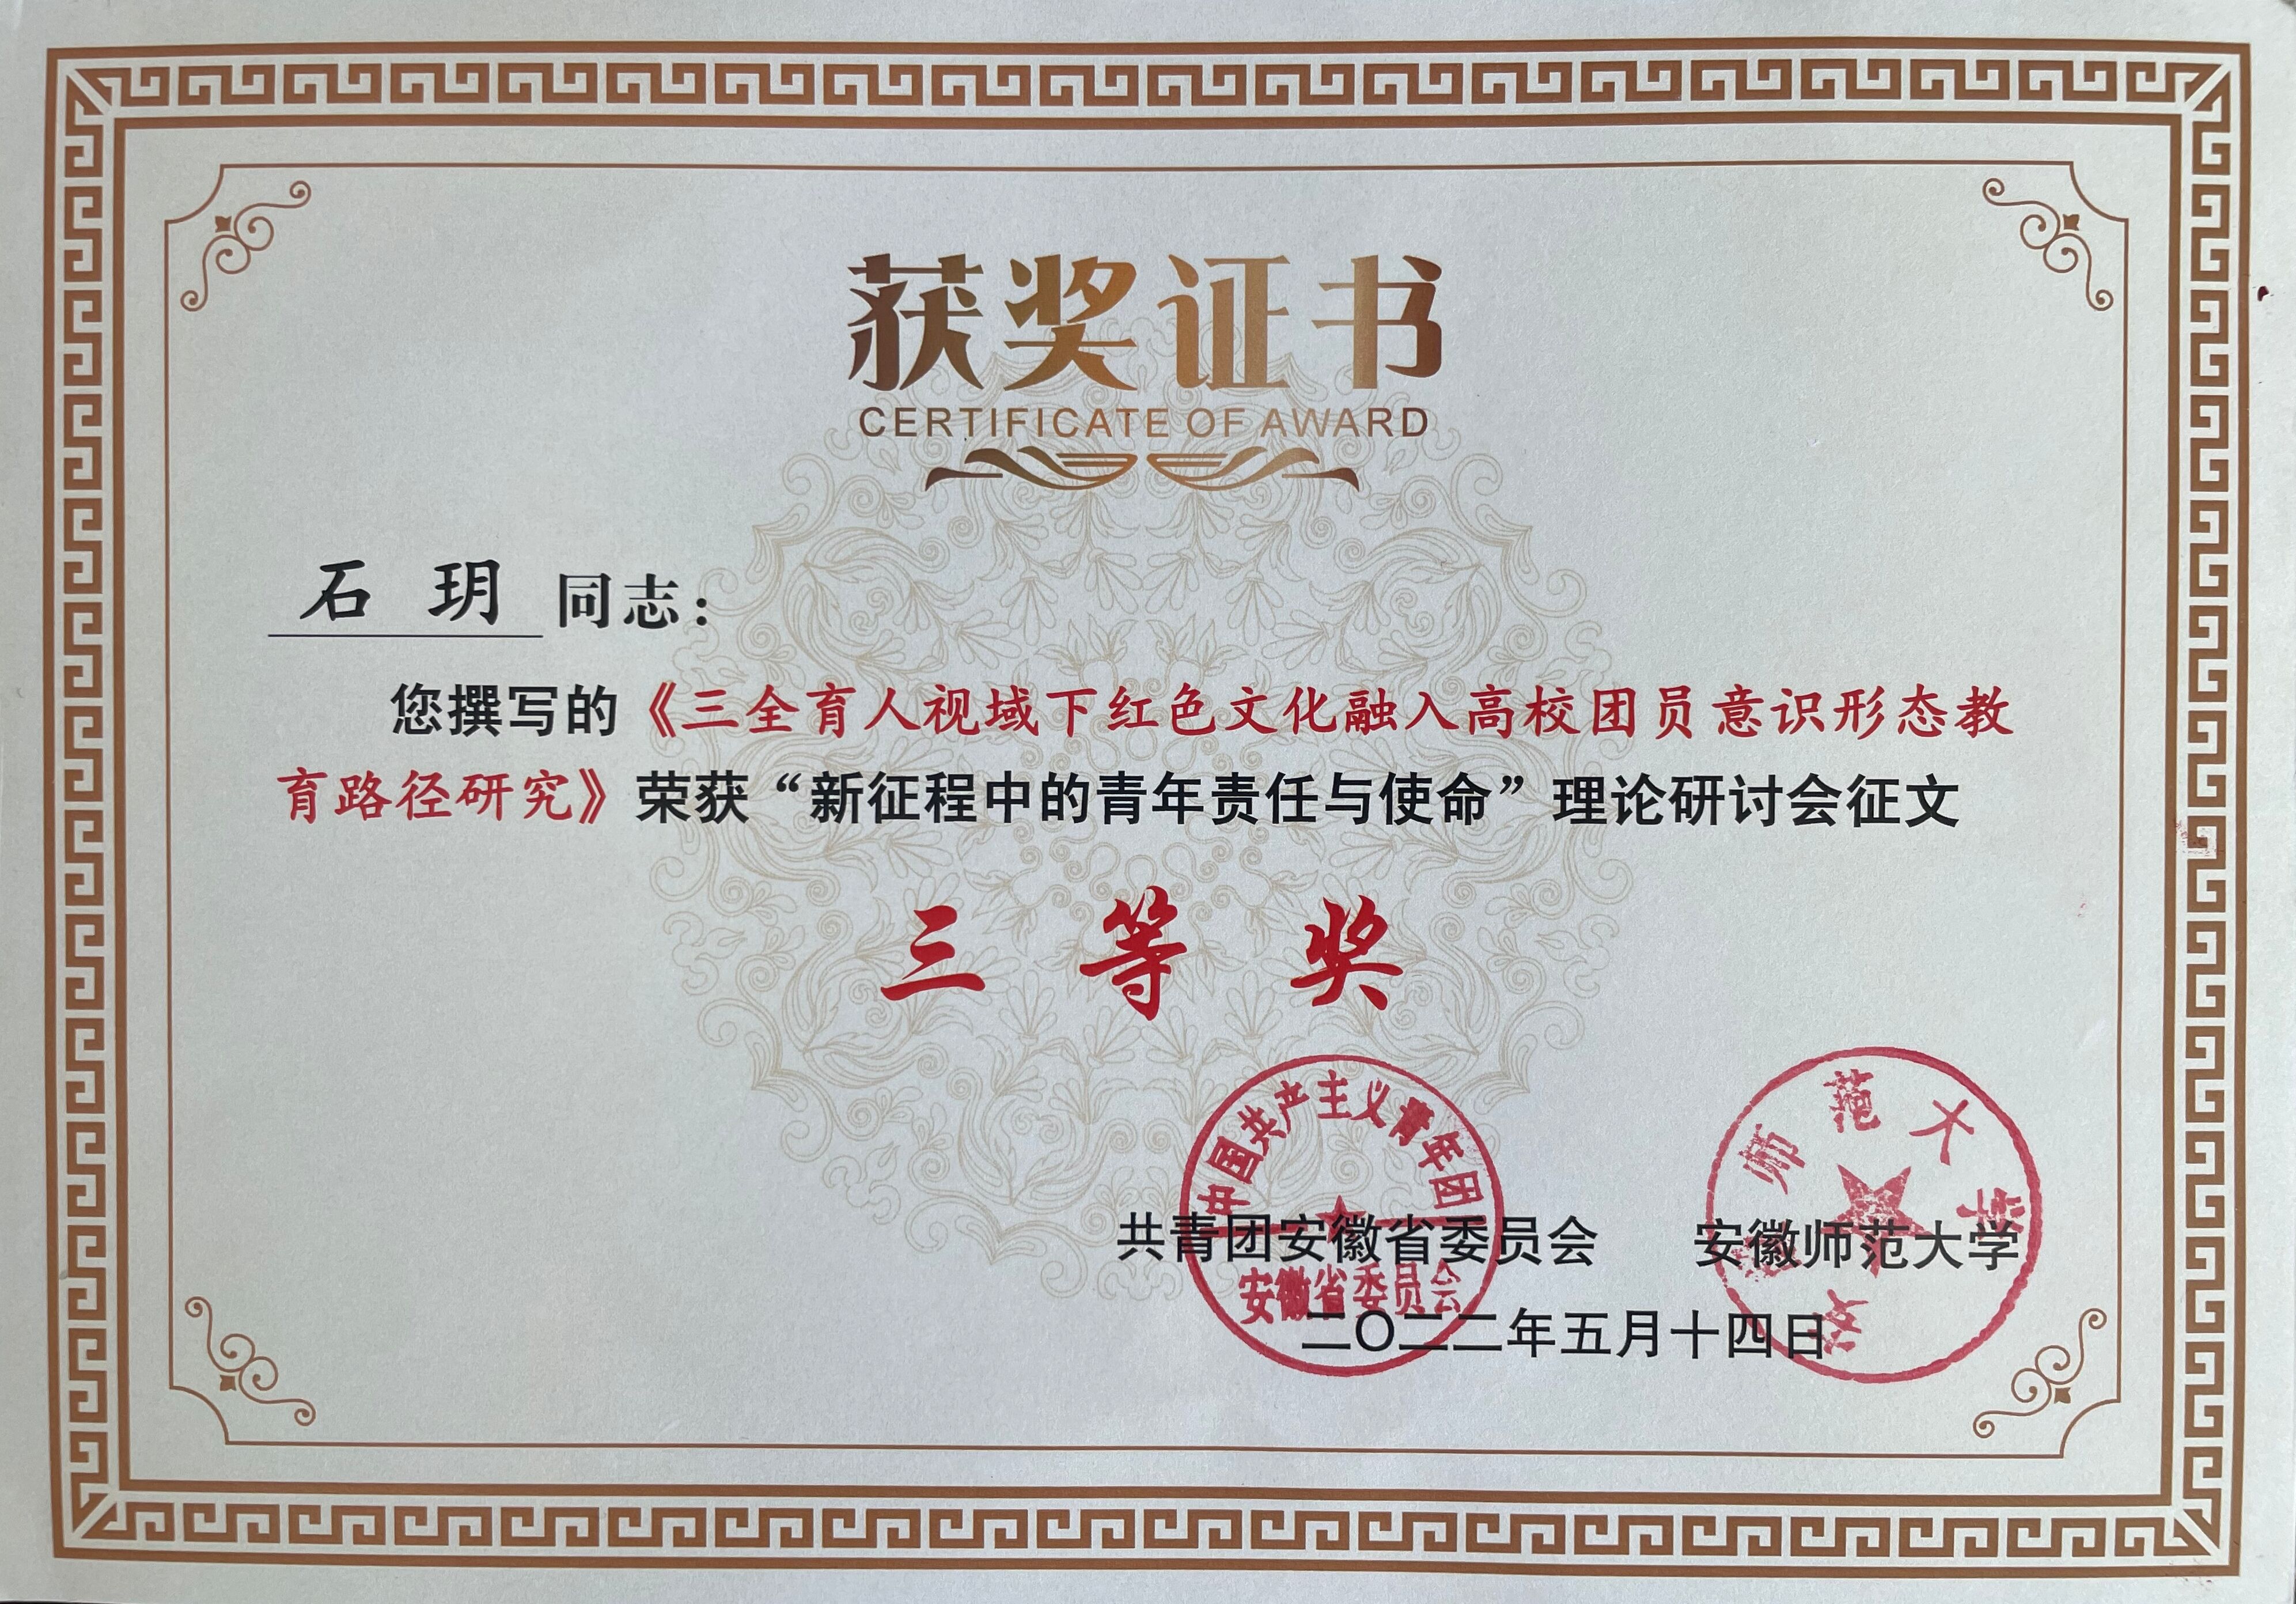 获奖证书
CERTIFICATE OF AWARD
石 玥 同志：
您撰写的《三全育人视域下红色文化融入高校团员意识形态教
育路径研究》荣获“新征程中的青年责任与使命”理论研讨会征文
三 等 奖
中国共产主义青年团
安徽省委员会
安徽师范大学
共青团安徽省委员会 安徽师范大学
二〇二二年五月十四日